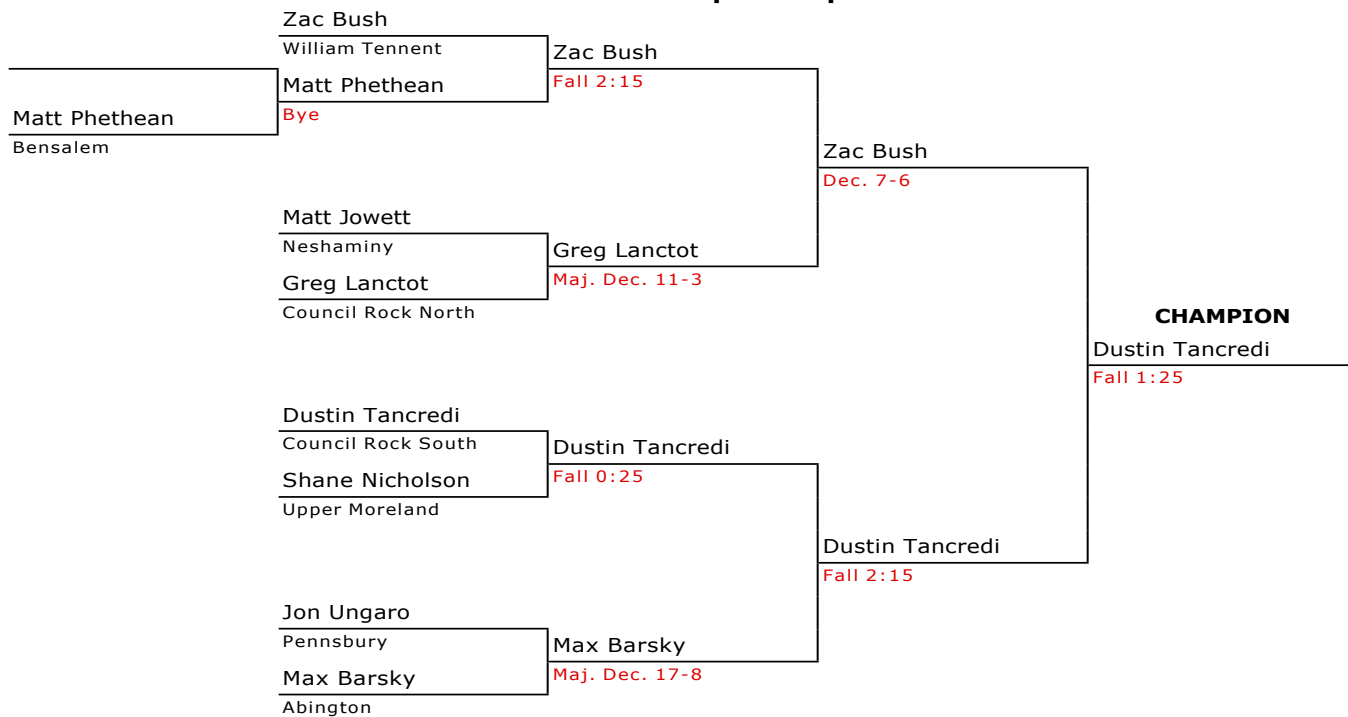 Zac Bush
William Tennent
Zac Bush
Fall 2:15
Matt Phethean
Bye
Matt Phethean
Bensalem
Zac Bush
Dec. 7-6
Matt Jowett
Neshaminy
Greg Lanctot
Maj. Dec. 11-3
Greg Lanctot
Council Rock North
CHAMPION
Dustin Tancredi
Fall 1:25
Dustin Tancredi
Council Rock South
Dustin Tancredi
Fall 0:25
Shane Nicholson
Upper Moreland
Dustin Tancredi
Fall 2:15
Jon Ungaro
Pennsbury
Max Barsky
Maj. Dec. 17-8
Max Barsky
Abington